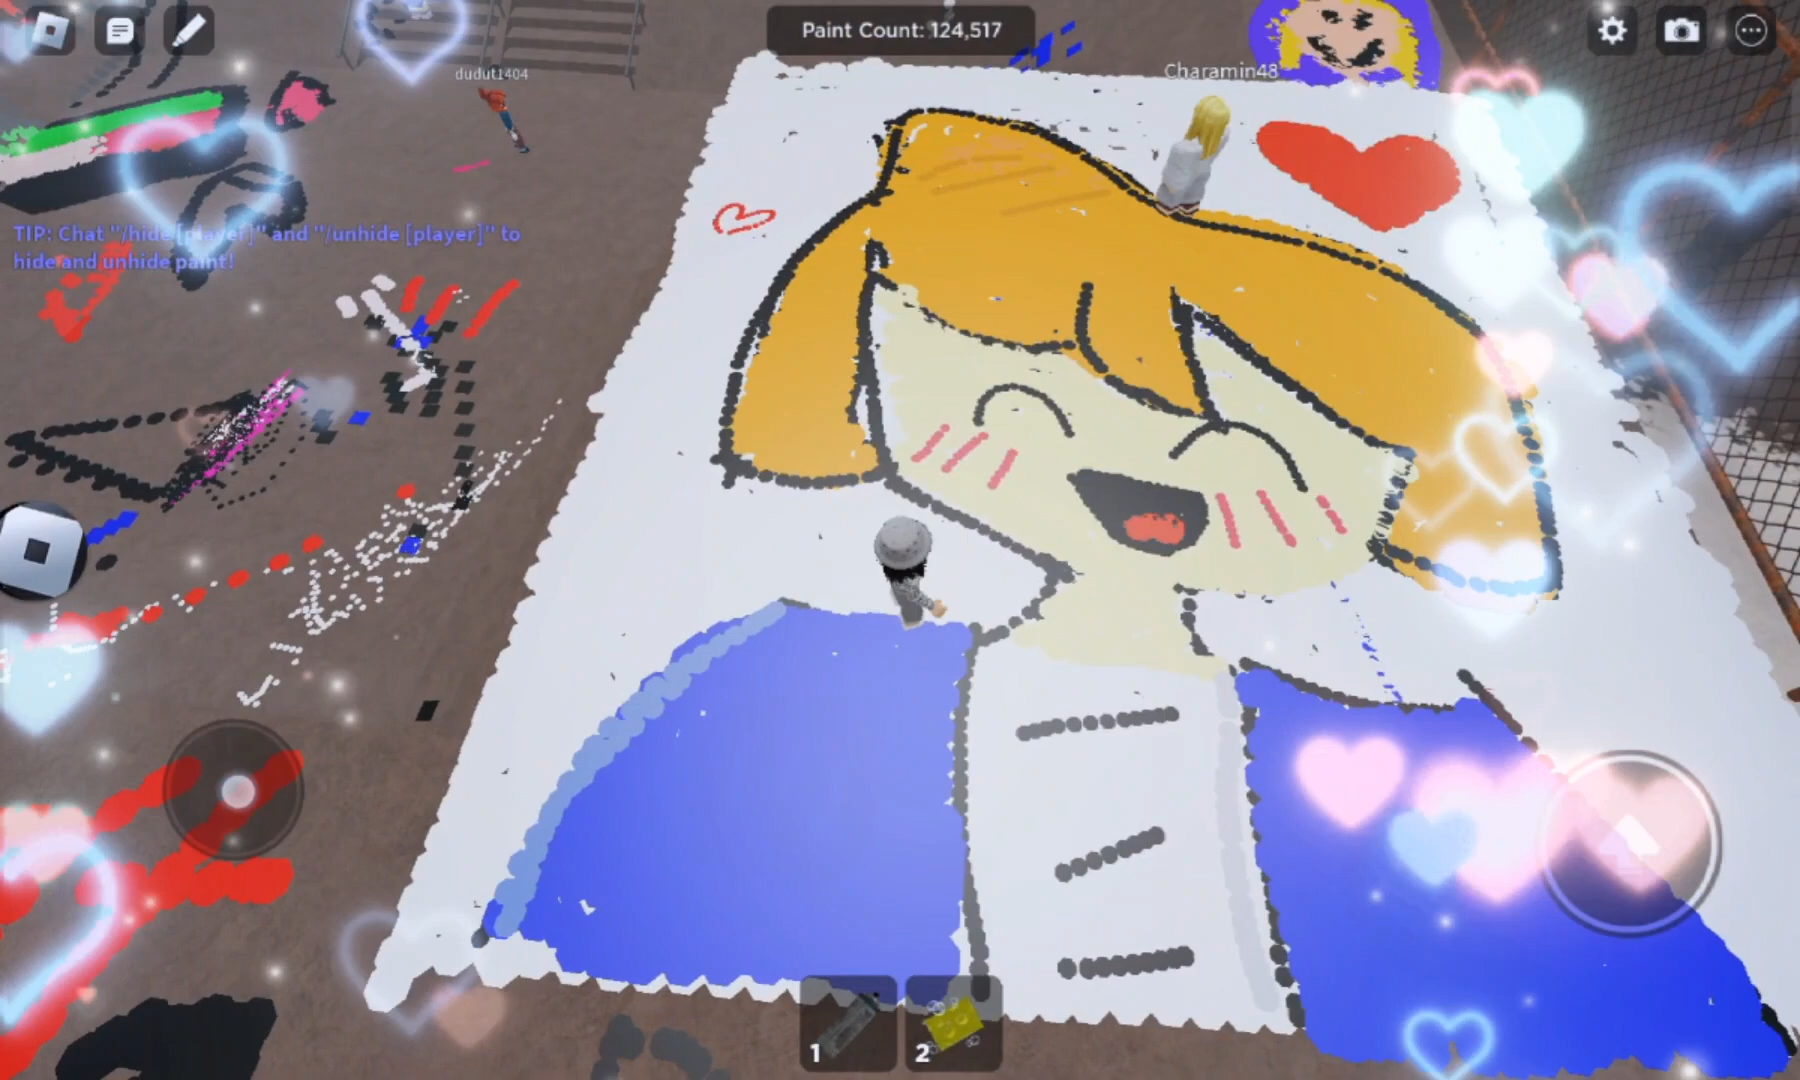 Paint Count: 124,517
dudut1404
Charamin48
TIP: Chat "/hide [player]" and "/unhide [player]" to
hide and unhide paint!
1
2